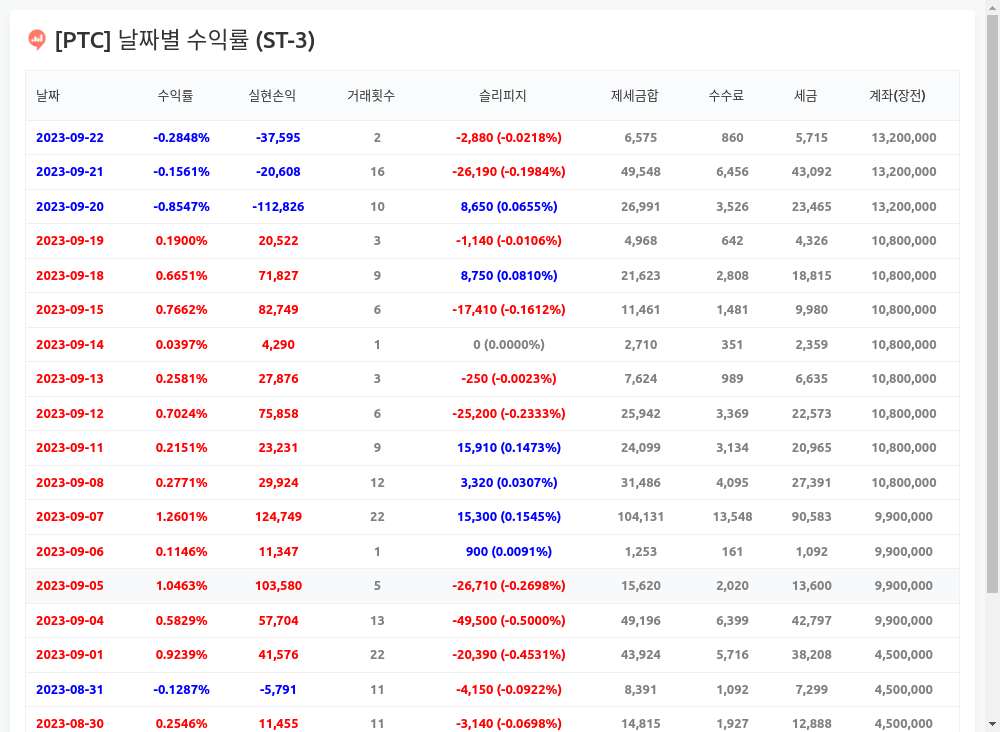 [PTC] 날짜별 수익률 (ST-3)
날짜 수익률 실현손익 거래횟수 슬리피지 제세금합 수수료 세금 계좌(장전)
2023-09-22 -0.2848% -37,595 2 -2,880 (-0.0218%) 6,575 860 5,715 13,200,000
2023-09-21 -0.1561% -20,608 16 -26,190 (-0.1984%) 49,548 6,456 43,092 13,200,000
2023-09-20 -0.8547% -112,826 10 8,650 (0.0655%) 26,991 3,526 23,465 13,200,000
2023-09-19 0.1900% 20,522 3 -1,140 (-0.0106%) 4,968 642 4,326 10,800,000
2023-09-18 0.6651% 71,827 9 8,750 (0.0810%) 21,623 2,808 18,815 10,800,000
2023-09-15 0.7662% 82,749 6 -17,410 (-0.1612%) 11,461 1,481 9,980 10,800,000
2023-09-14 0.0397% 4,290 1 0 (0.0000%) 2,710 351 2,359 10,800,000
2023-09-13 0.2581% 27,876 3 -250 (-0.0023%) 7,624 989 6,635 10,800,000
2023-09-12 0.7024% 75,858 6 -25,200 (-0.2333%) 25,942 3,369 22,573 10,800,000
2023-09-11 0.2151% 23,231 9 15,910 (0.1473%) 24,099 3,134 20,965 10,800,000
2023-09-08 0.2771% 29,924 12 3,320 (0.0307%) 31,486 4,095 27,391 10,800,000
2023-09-07 1.2601% 124,749 22 15,300 (0.1545%) 104,131 13,548 90,583 9,900,000
2023-09-06 0.1146% 11,347 1 900 (0.0091%) 1,253 161 1,092 9,900,000
2023-09-05 1.0463% 103,580 5 -26,710 (-0.2698%) 15,620 2,020 13,600 9,900,000
2023-09-04 0.5829% 57,704 13 -49,500 (-0.5000%) 49,196 6,399 42,797 9,900,000
2023-09-01 0.9239% 41,576 22 -20,390 (-0.4531%) 43,924 5,716 38,208 4,500,000
2023-08-31 -0.1287% -5,791 11 -4,150 (-0.0922%) 8,391 1,092 7,299 4,500,000
2023-08-30 0.2546% 11,455 11 -3,140 (-0.0698%) 14,815 1,927 12,888 4,500,000